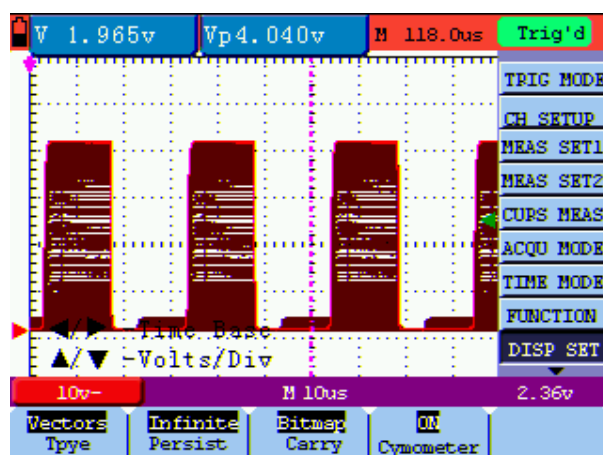 V 1.965v Vp4.040v M 118.0us Trig'd
TRIG MODE
CH SETUP
MEAS SET1
MEAS SET2
CUPS MEAS
ACQU MODE
TIME MODE
FUNCTION
DISP SET
◀/▶ -Time Base
▲/▼ -Volts/Div
10v- M 10us 2.36v
Vectors Infinite Bitmap ON
Tpye Persist Carry Cymometer